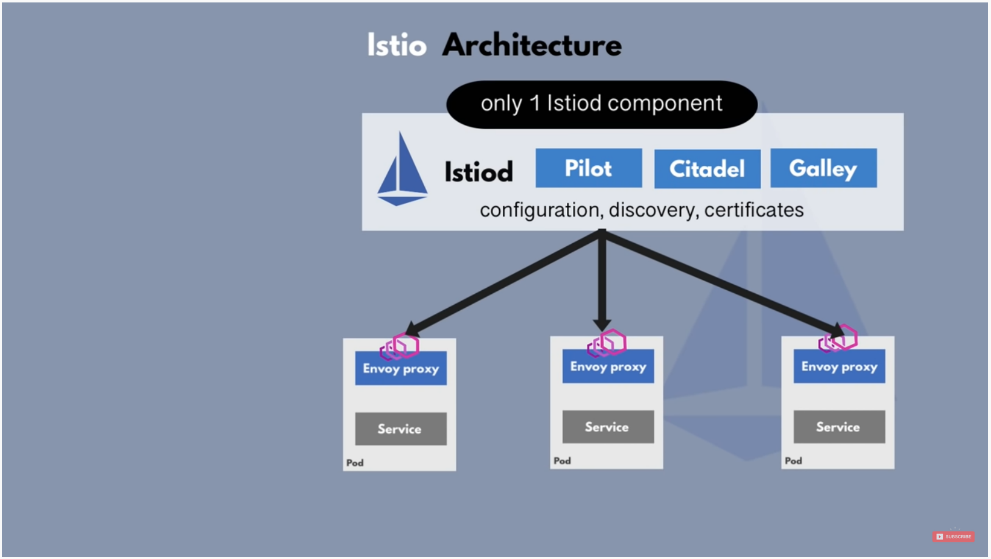 Istio Architecture
only 1 Istiod component
Istiod Pilot Citadel Galley
configuration, discovery, certificates
Envoy proxy Envoy proxy Envoy proxy
Service Service Service
Pod Pod Pod
SUBSCRIBE